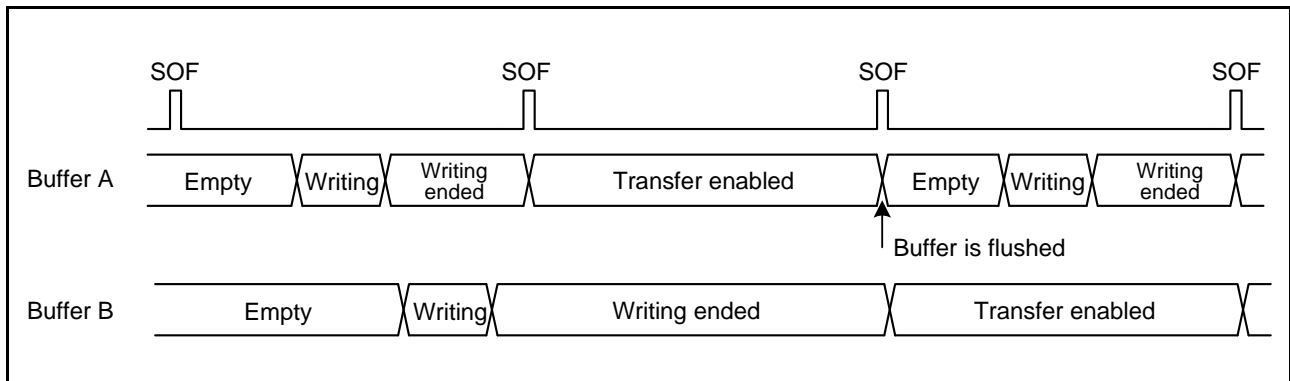 SOF SOF SOF SOF
Buffer A Empty Writing Writing ended Transfer enabled Empty Writing Writing ended
Buffer is flushed
Buffer B Empty Writing Writing ended Transfer enabled